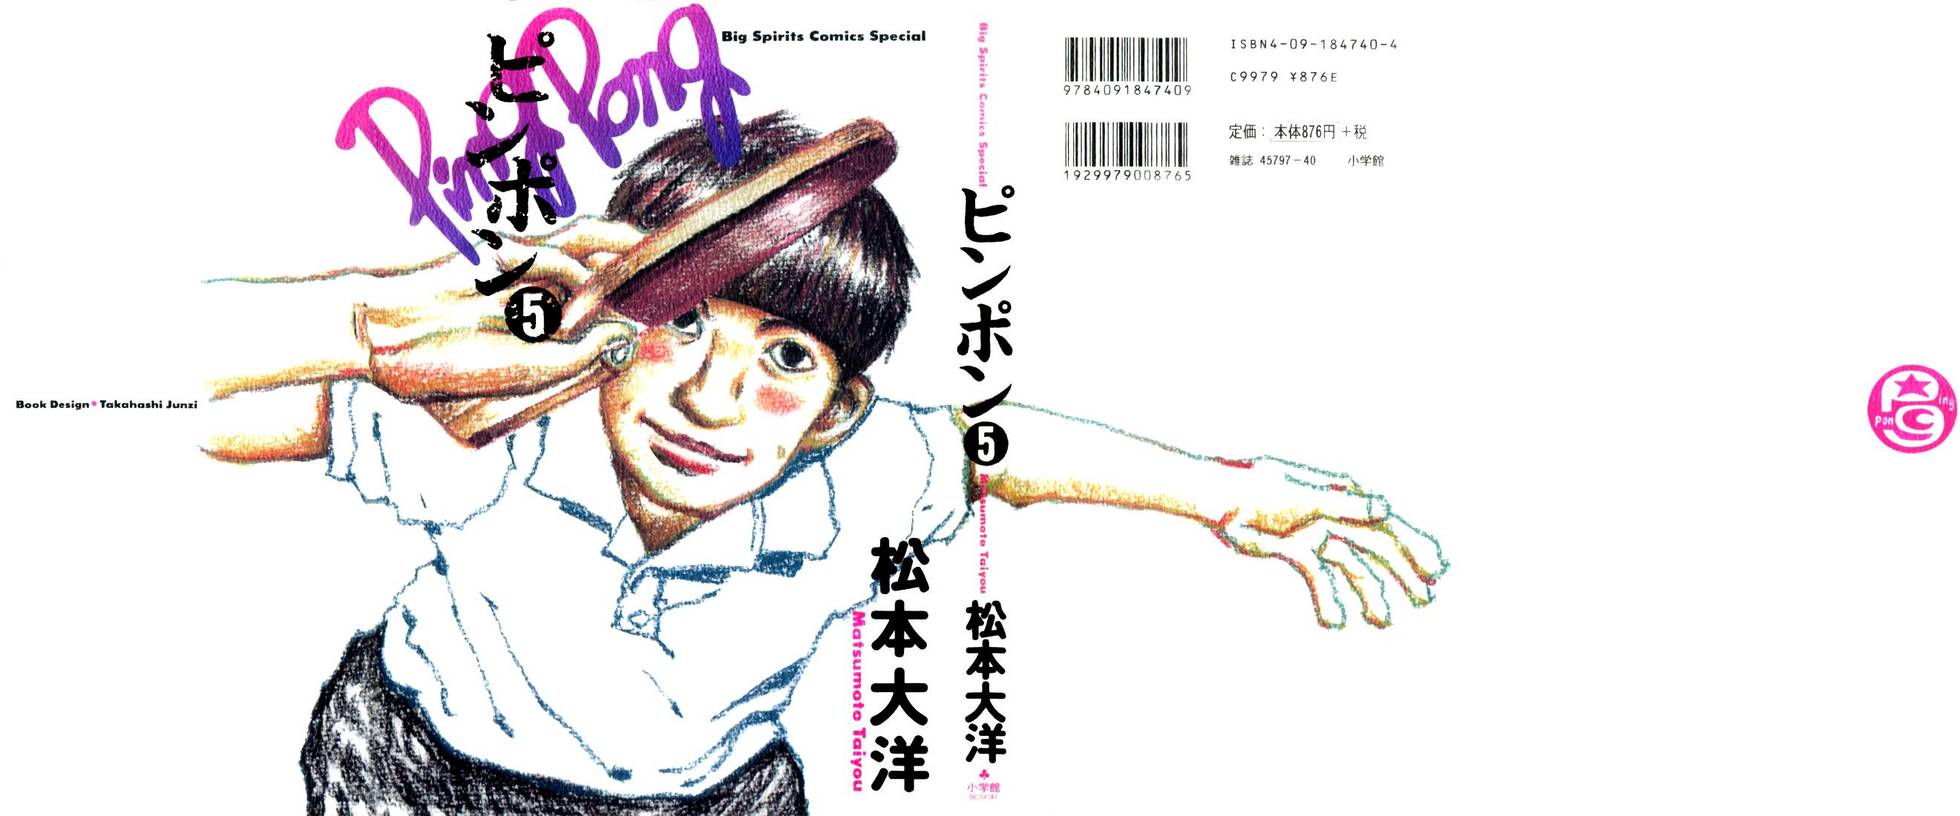 Ping Pong
ピンポン
5
Big Spirits Comics Special
Book Design•Takahashi Junzi
松本大洋
Matsumoto Taiyou
Big Spirits Comics Special
ピンポン
5
Matsumoto Taiyou
松本大洋
小学館
9784091847409
1929979008765
ISBN4-09-184740-4
C9979 ¥876E
定価：本体876円+税
雑誌 45797-40 小学館
Ping
pong